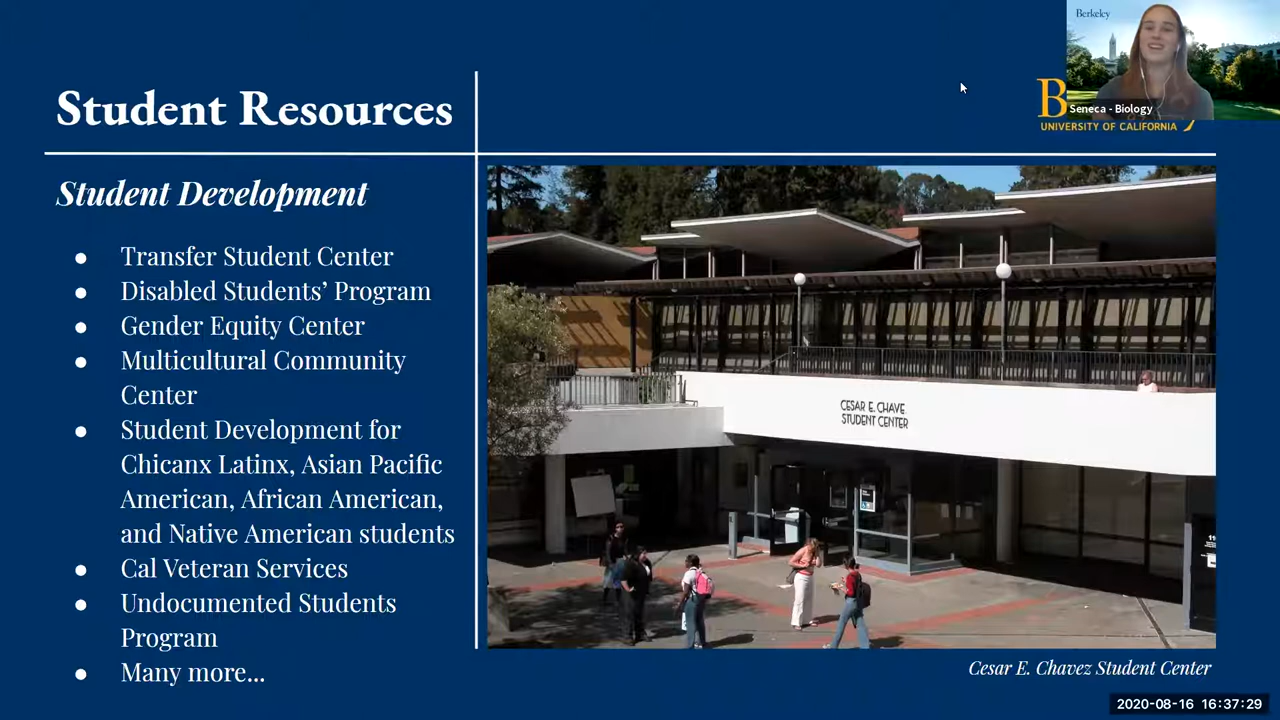 Berkeley
Seneca - Biology
B
UNIVERSITY OF CALIFORNIA
Student Resources
Student Development
● Transfer Student Center
● Disabled Students’ Program
● Gender Equity Center
● Multicultural Community
Center
● Student Development for
Chicanx Latinx, Asian Pacific
American, African American,
and Native American students
● Cal Veteran Services
● Undocumented Students
Program
● Many more...
CESAR E. CHAVE
STUDENT CENTER
Cesar E. Chavez Student Center
2020-08-16 16:37:29